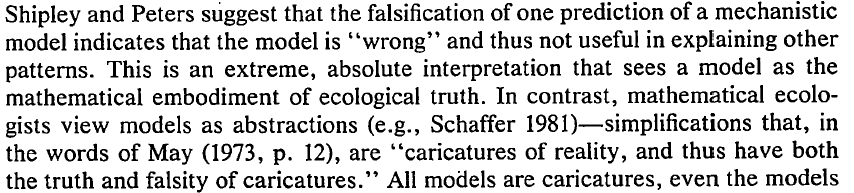 Shipley and Peters suggest that the falsification of one prediction of a mechanistic
model indicates that the model is “wrong” and thus not useful in explaining other
patterns. This is an extreme, absolute interpretation that sees a model as the
mathematical embodiment of ecological truth. In contrast, mathematical ecolo-
gists view models as abstractions (e.g., Schaffer 1981)—simplifications that, in
the words of May (1973, p. 12), are “caricatures of reality, and thus have both
the truth and falsity of caricatures.” All models are caricatures, even the models